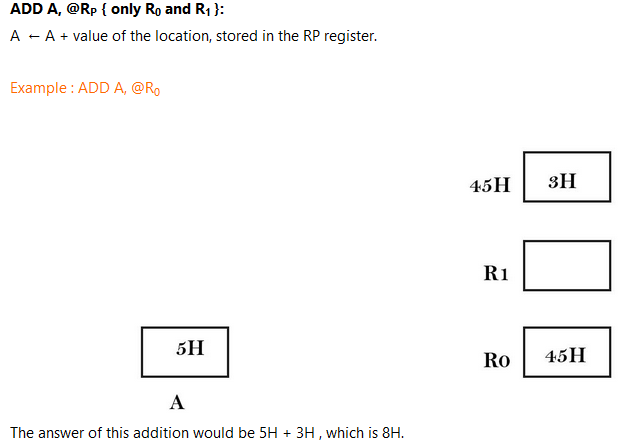 ADD A, @RP { only R0 and R1 }:
A ← A + value of the location, stored in the RP register.
Example : ADD A, @R0
45H 3H
R1
5H
R0 45H
A
The answer of this addition would be 5H + 3H , which is 8H.